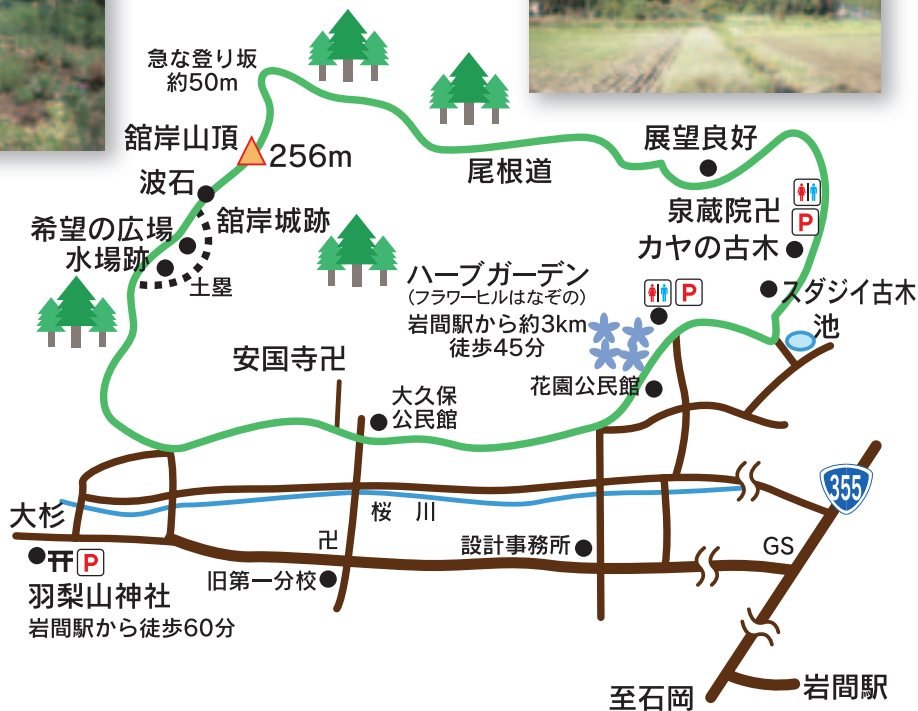 急な登り坂
約50m
舘岸山頂
256m
波石
舘岸城跡
希望の広場
水場跡
土塁
尾根道
展望良好
泉蔵院卍
P
カヤの古木
スダジイ古木
池
ハーブガーデン
(フラワーヒルはなぞの)
岩間駅から約3km
徒歩45分
P
花園公民館
安国寺卍
大久保
公民館
355
大杉
桜 川
卍
設計事務所
GS
P
旧第一分校
羽梨山神社
岩間駅から徒歩60分
至石岡
岩間駅